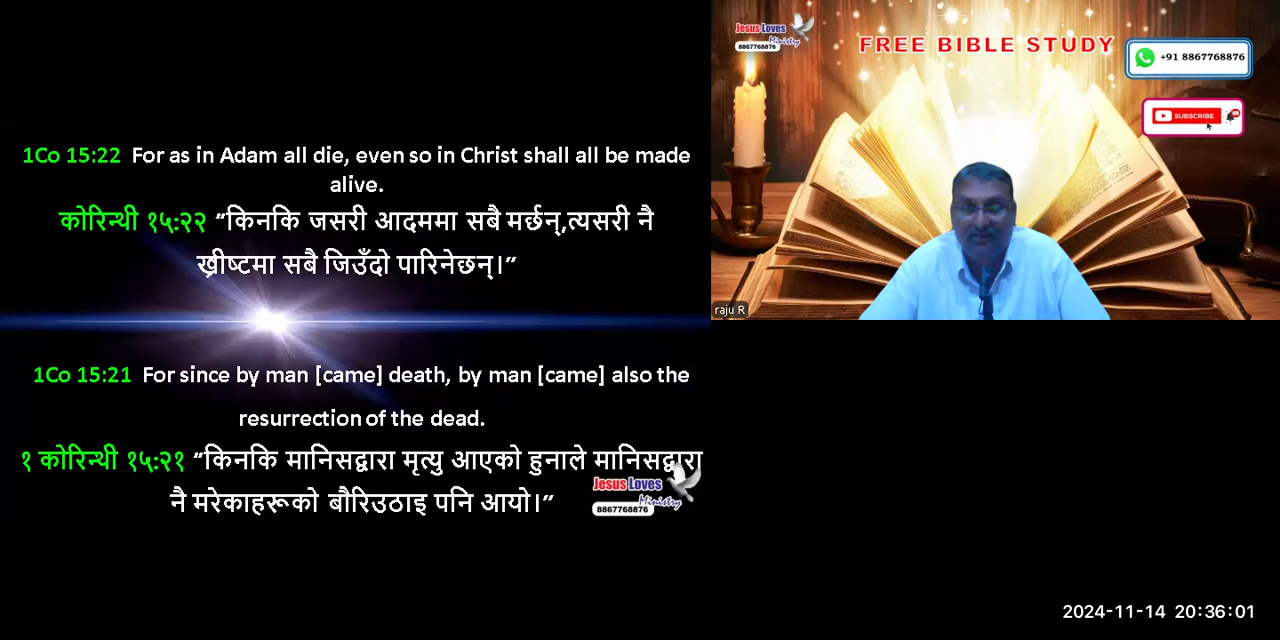 1Co 15:22 For as in Adam all die, even so in Christ shall all be made
alive.
कोरिन्थी १५:२२ “किनकि जसरी आदममा सबै मर्छन्,त्यसरी नै
ख्रीष्टमा सबै जिउँदो पारिनेछन्।”
1Co 15:21 For since by man [came] death, by man [came] also the
resurrection of the dead.
१ कोरिन्थी १५:२१ “किनकि मानिसद्वारा मृत्यु आएको हुनाले मानिसद्वारा
नै मरेकाहरूको बौरिउठाइ पनि आयो।”
Jesus Loves
Ministry
8867768876
Jesus Loves
Ministry
8867768876
FREE BIBLE STUDY
+91 8867768876
SUBSCRIBE
raju R
2024-11-14 20:36:01